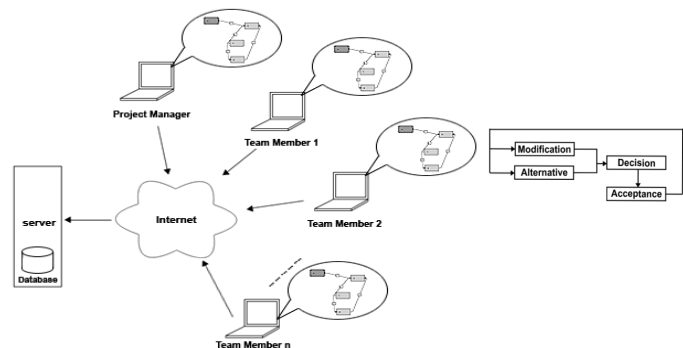 Project Manager
Team Member 1
Modification
Decision
Alternative
Acceptance
Internet
server
Team Member 2
Database
Team Member n